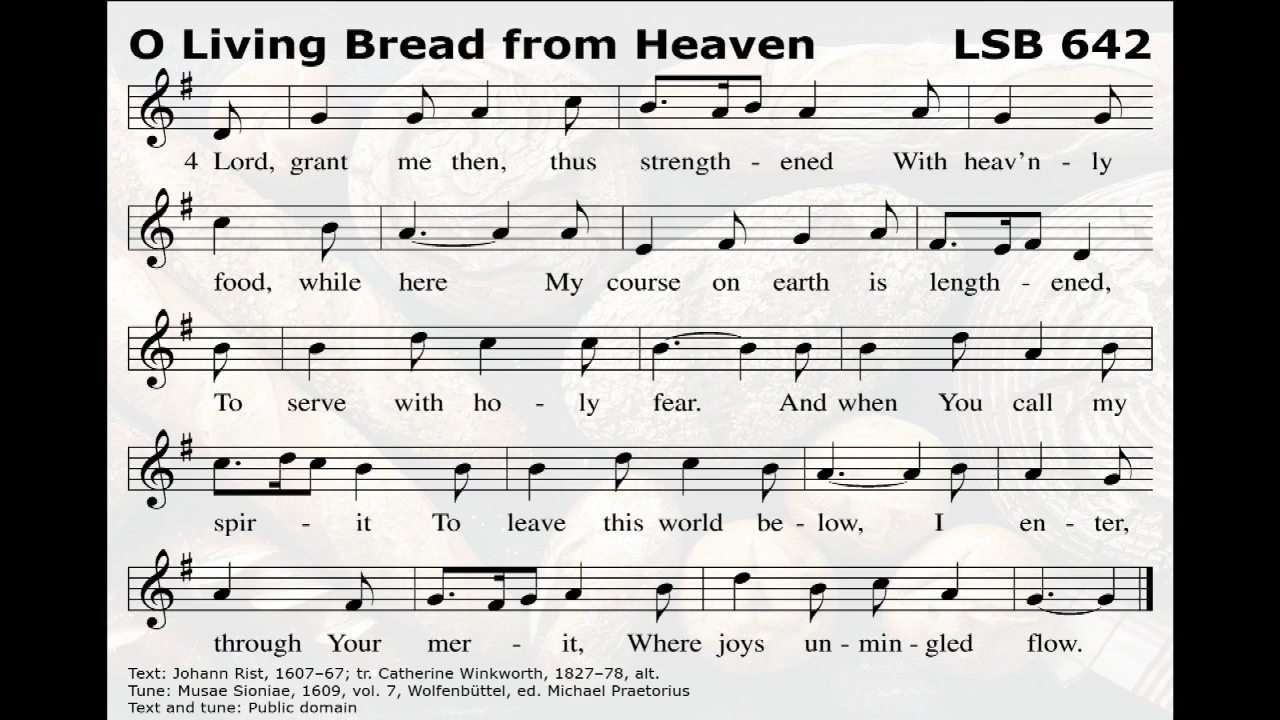 O Living Bread from Heaven LSB 642
4 Lord, grant me then, thus strength - ened With heav'n - ly
food, while here My course on earth is length - ened,
To serve with ho - ly fear. And when You call my
spir - it To leave this world be - low, I en - ter,
through Your mer - it, Where joys un - min - gled flow.
Text: Johann Rist, 1607–67; tr. Catherine Winkworth, 1827–78, alt.
Tune: Musae Sioniae, 1609, vol. 7, Wolfenbüttel, ed. Michael Praetorius
Text and tune: Public domain